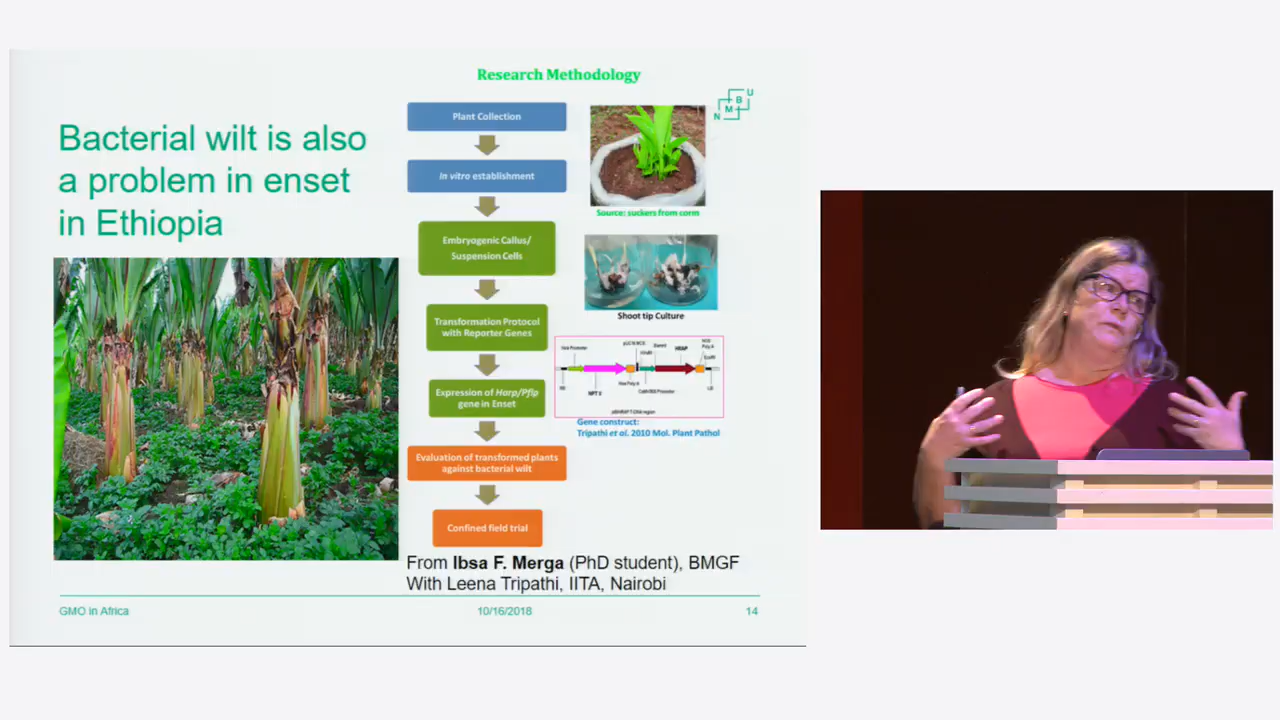 Research Methodology
N M B U
Bacterial wilt is also
a problem in enset
in Ethiopia
Plant Collection
In vitro establishment
Embryogenic Callus/
Suspension Cells
Transformation Protocol
with Reporter Genes
Expression of Harp/Pflp
gene in Enset
Evaluation of transformed plants
against bacterial wilt
Confined field trial
Source: suckers from corm
Shoot tip Culture
NPT II
Gene construct:
Tripathi et al. 2010 Mol. Plant Pathol
From Ibsa F. Merga (PhD student), BMGF
With Leena Tripathi, IITA, Nairobi
GMO in Africa
10/16/2018
14